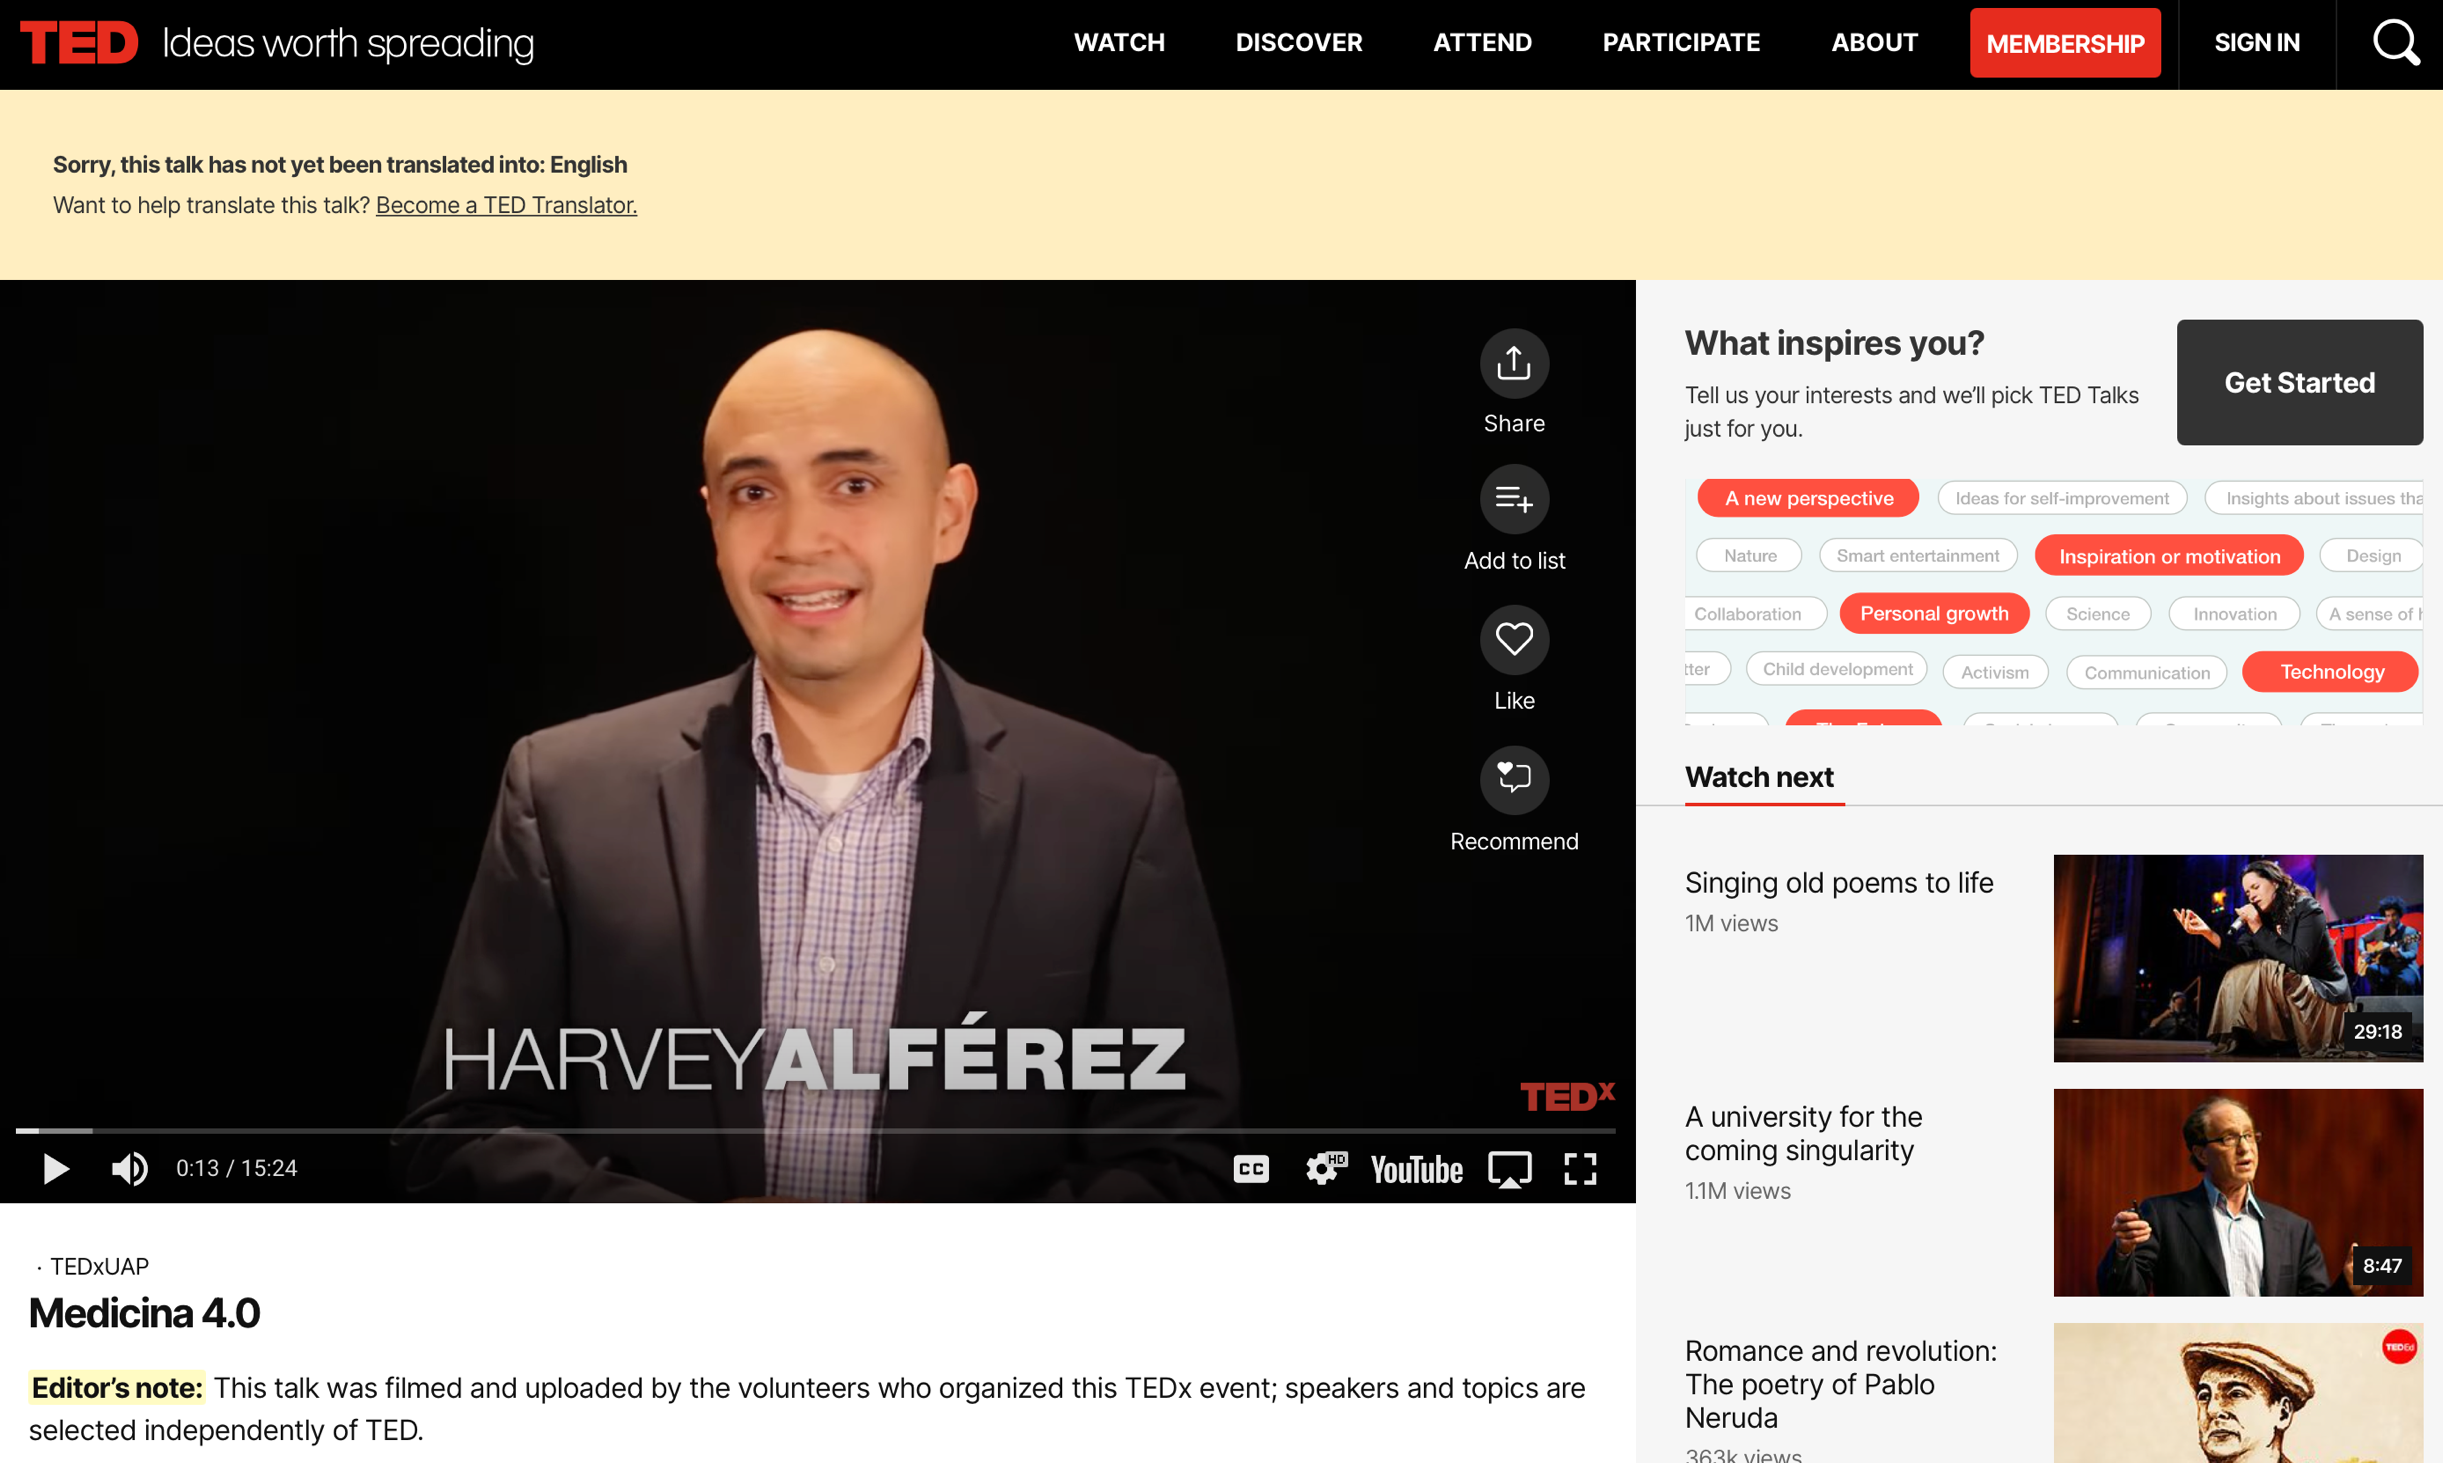 TED Ideas worth spreading
WATCH DISCOVER ATTEND PARTICIPATE ABOUT MEMBERSHIP SIGN IN
Sorry, this talk has not yet been translated into: English
Want to help translate this talk? Become a TED Translator.
Share
Add to list
Like
Recommend
HARVEYALFÉREZ
TEDx
0:13 / 15:24
CC HD YouTube
· TEDxUAP
Medicina 4.0
Editor’s note: This talk was filmed and uploaded by the volunteers who organized this TEDx event; speakers and topics are
selected independently of TED.
What inspires you?
Tell us your interests and we’ll pick TED Talks
just for you.
Get Started
A new perspective Ideas for self-improvement Insights about issues
Nature Smart entertainment Inspiration or motivation Design
Collaboration Personal growth Science Innovation A sense of
Child development Activism Communication Technology
Watch next
Singing old poems to life
1M views
29:18
A university for the
coming singularity
1.1M views
8:47
Romance and revolution:
The poetry of Pablo
Neruda
363k views
TEDEd